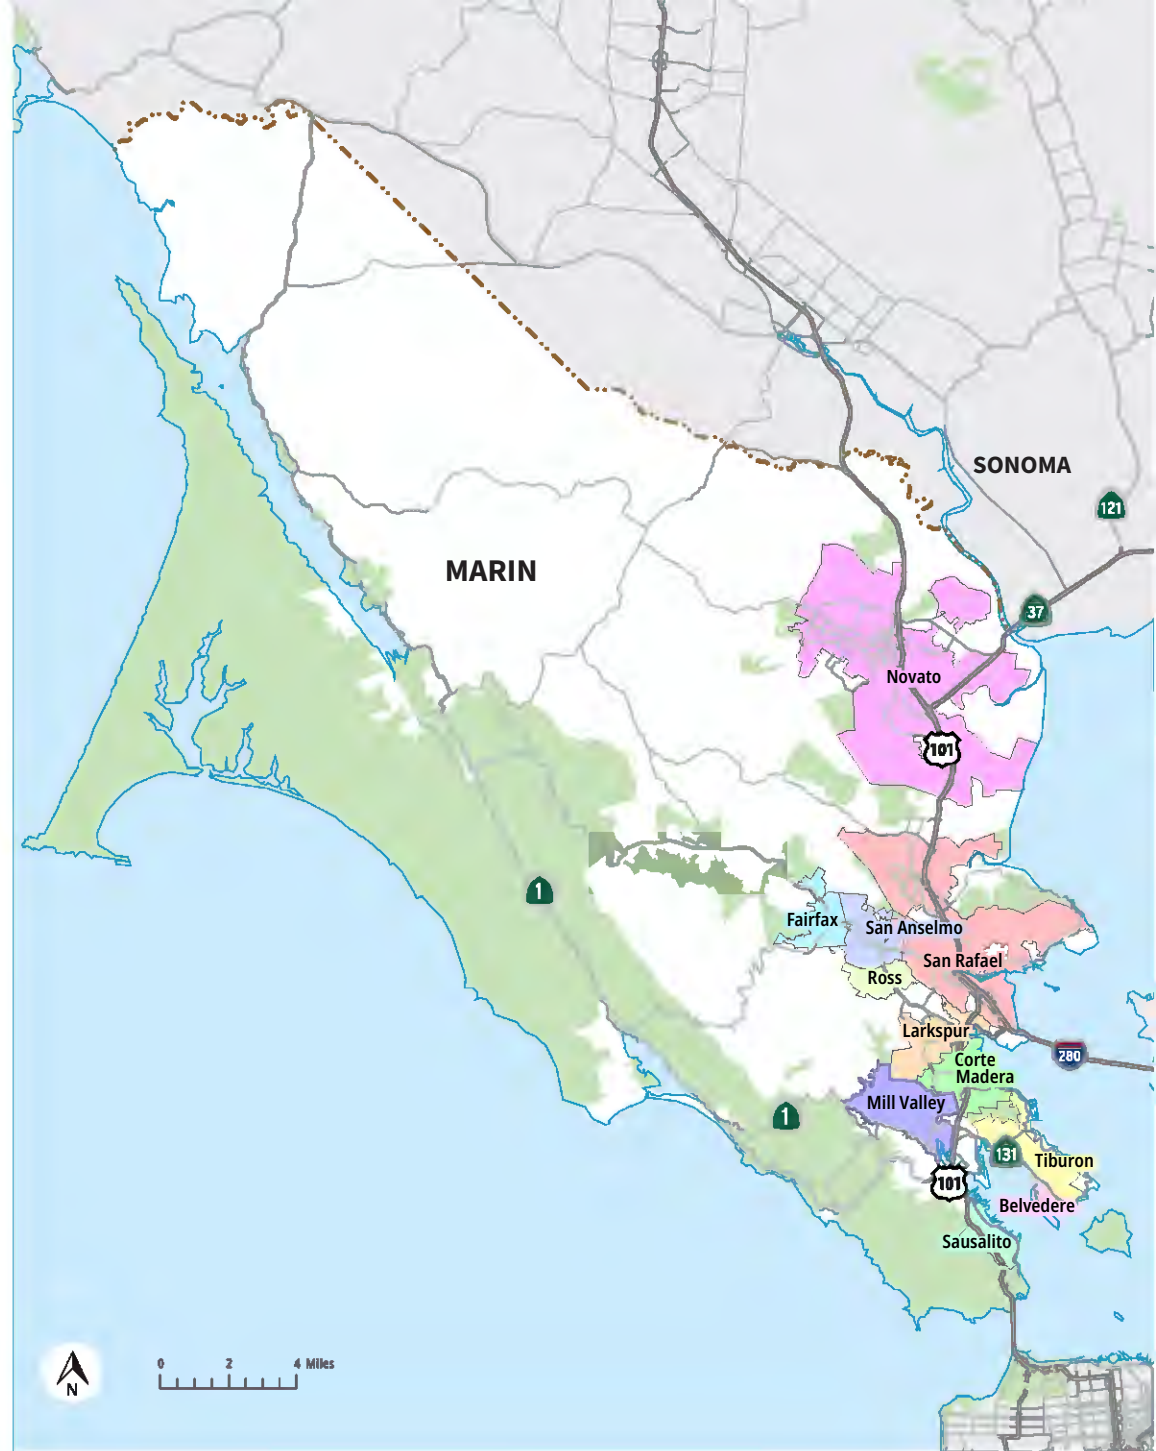 SONOMA
121
MARIN
37
Novato
101
1
Fairfax
San Anselmo
San Rafael
Ross
Larkspur
280
Corte
Madera
Mill Valley
1
131
Tiburon
101
Belvedere
Sausalito
0 2 4 Miles
N